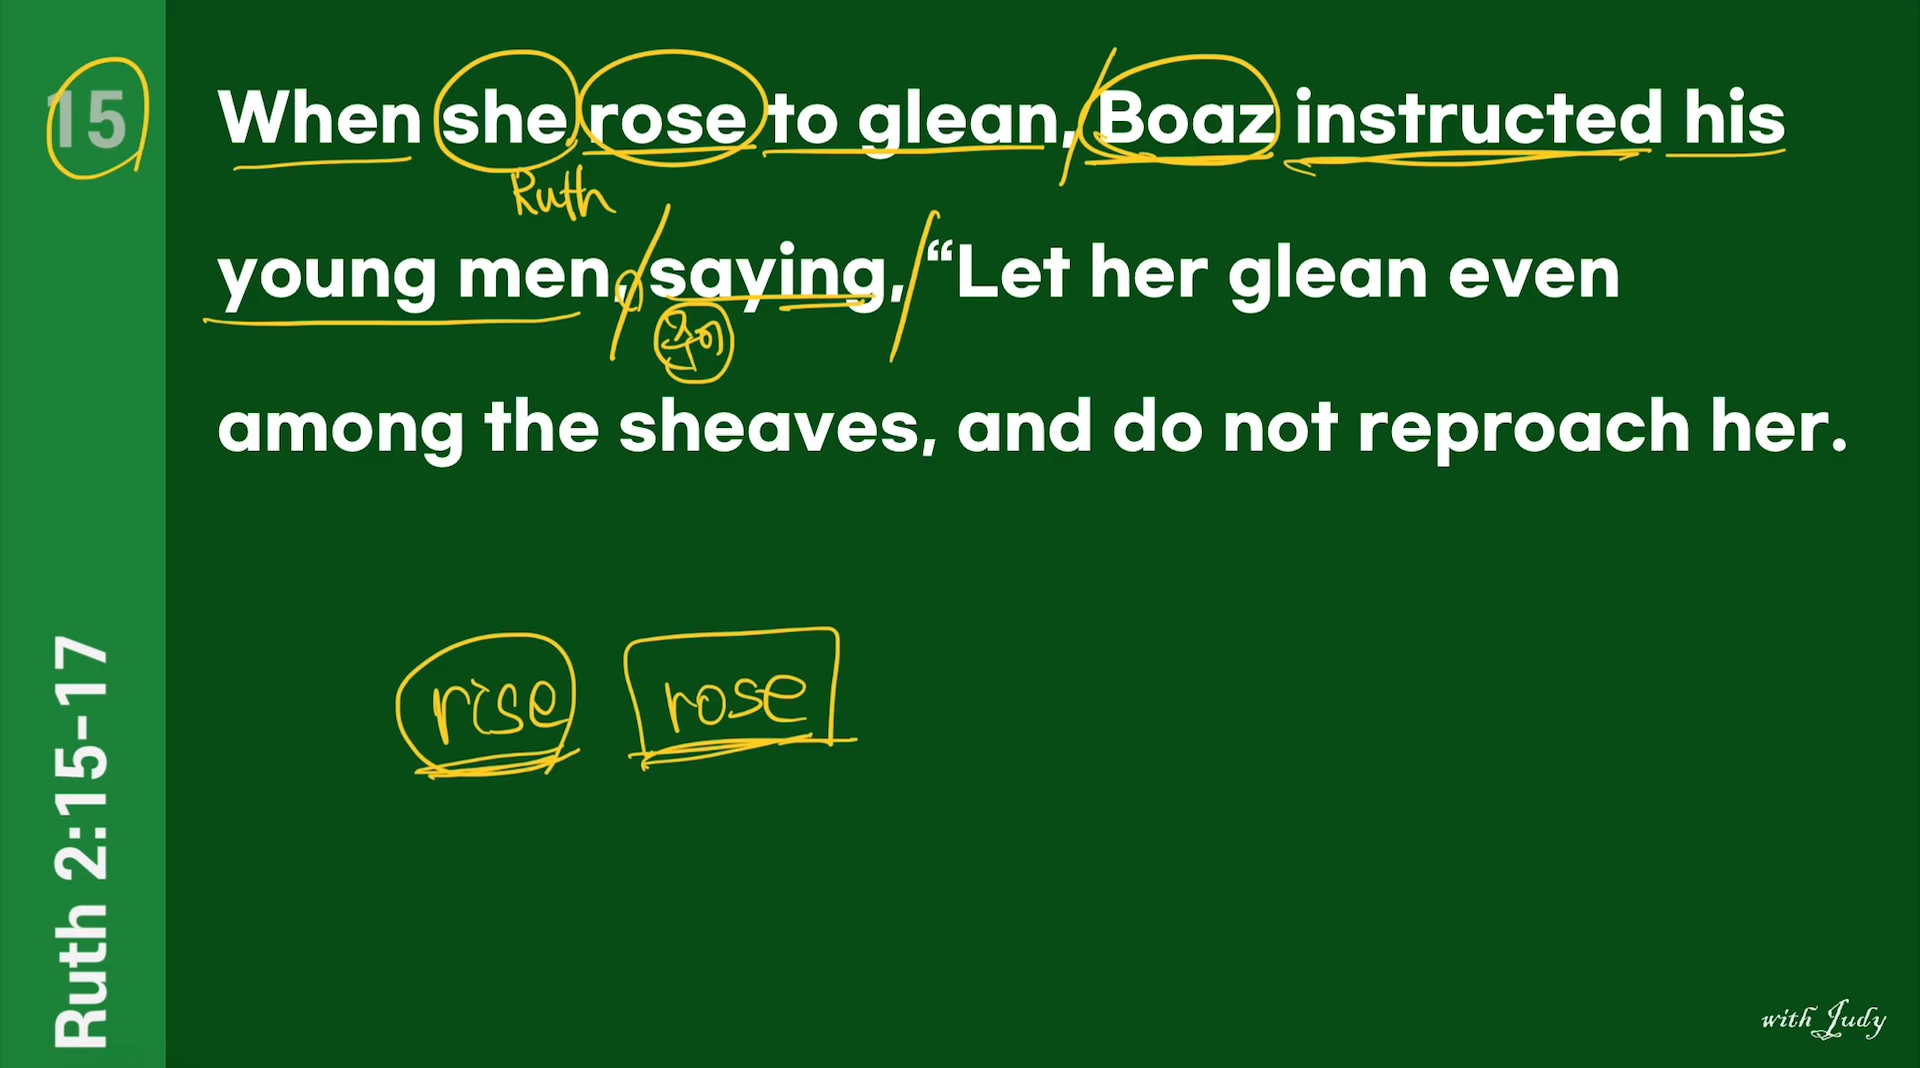 15
When she rose to glean, Boaz instructed his
Ruth
young men, saying, “Let her glean even
among the sheaves, and do not reproach her.
rise rose
Ruth 2:15-17
with Judy